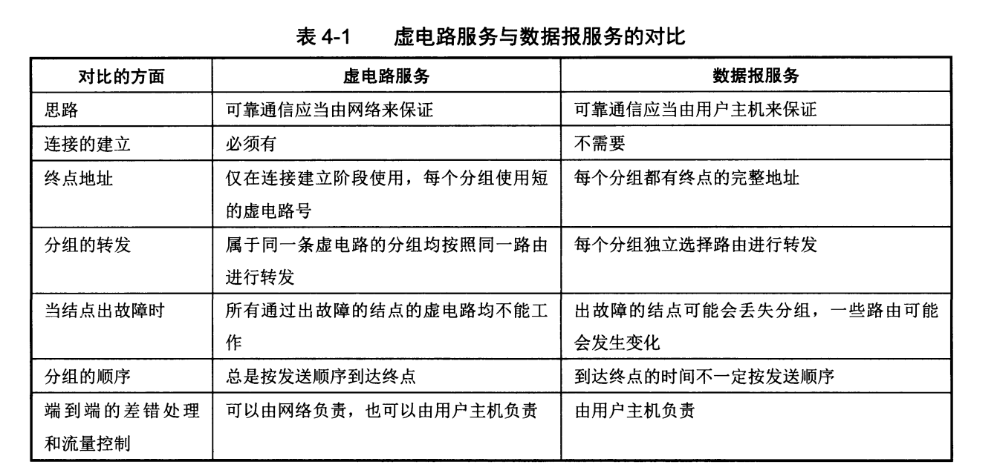 表 4-1 虚电路服务与数据报服务的对比
对比的方面 虚电路服务 数据报服务
思路 可靠通信应当由网络来保证 可靠通信应当由用户主机来保证
连接的建立 必须有 不需要
终点地址 仅在连接建立阶段使用，每个分组使用短 每个分组都有终点的完整地址
的虚电路号
分组的转发 属于同一条虚电路的分组均按照同一路由 每个分组独立选择路由进行转发
进行转发
当结点出故障时 所有通过出故障的结点的虚电路均不能工 出故障的结点可能会丢失分组，一些路由可能
作 会发生变化
分组的顺序 总是按发送顺序到达终点 到达终点的时间不一定按发送顺序
端到端的差错处理 可以由网络负责，也可以由用户主机负责 由用户主机负责
和流量控制